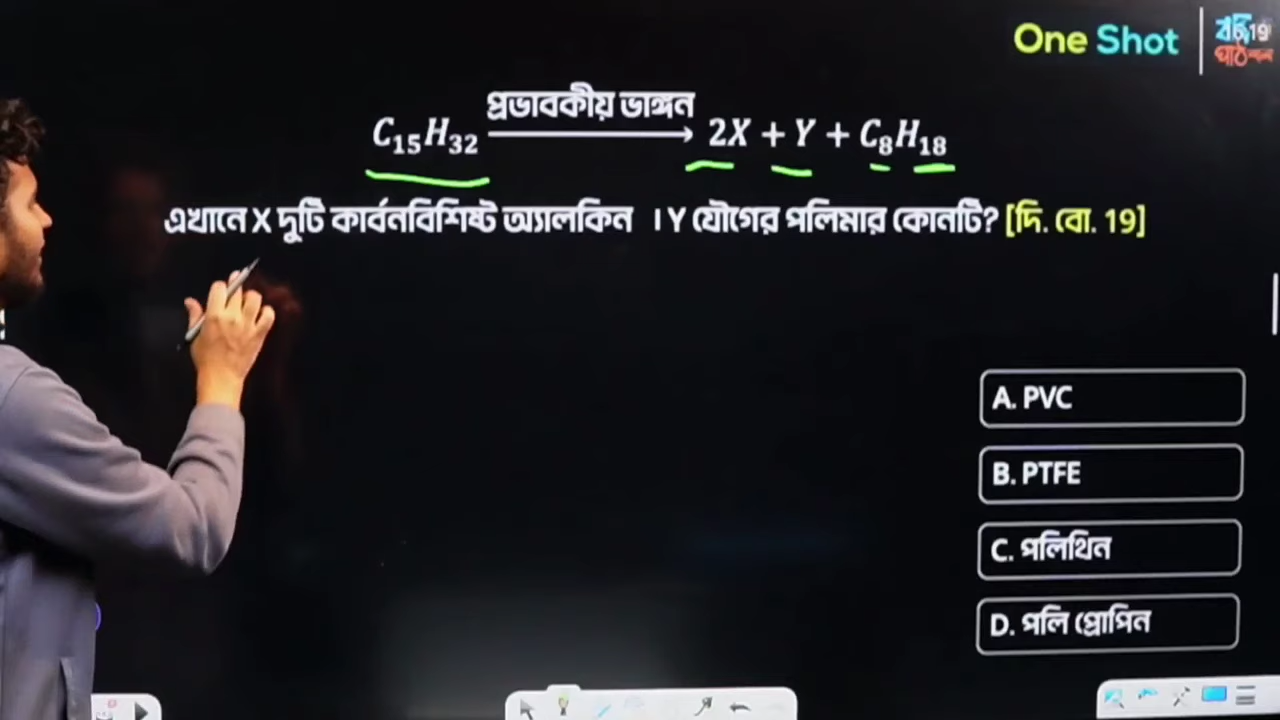 One Shot
প্রভাবকীয় ভাঙ্গন
C₁₅H₃₂ → 2X + Y + C₈H₁₈
এখানে X দুটি কার্বনবিশিষ্ট অ্যালকিন । Y যৌগের পলিমার কোনটি? [দি. বো. 19]
A. PVC
B. PTFE
C. পলিথিন
D. পলি প্রোপিন